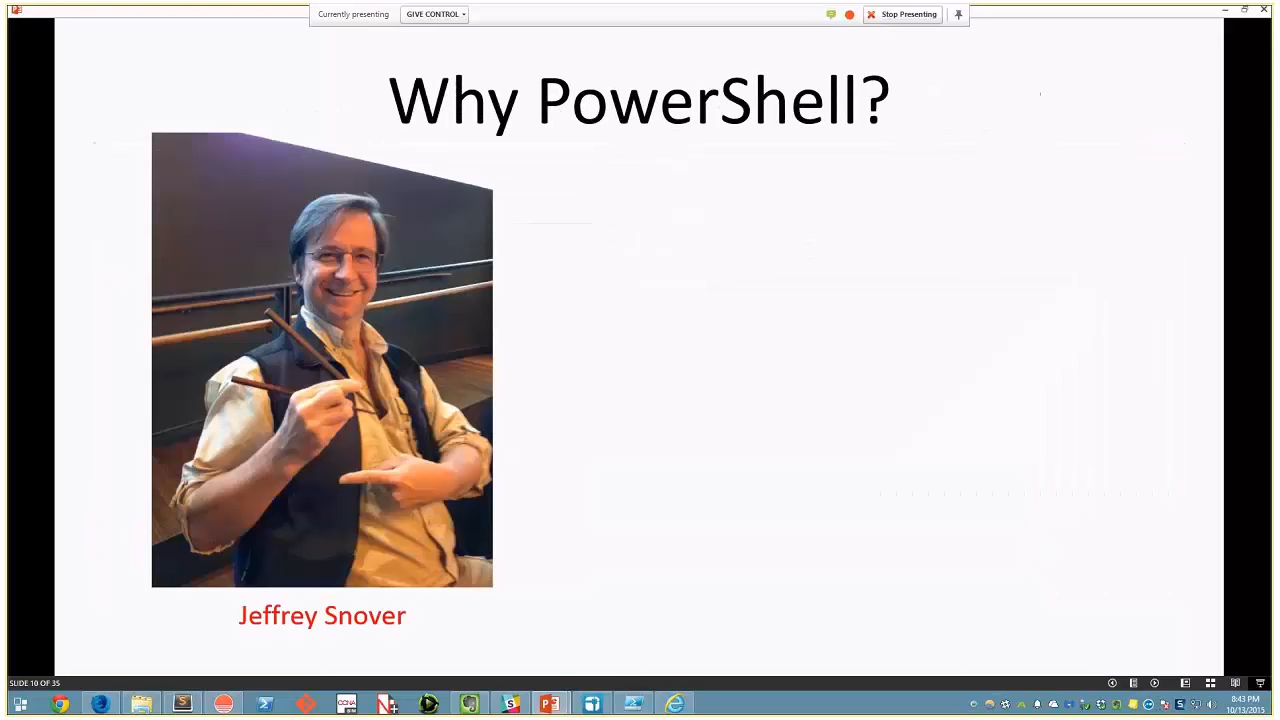 Currently presenting
GIVE CONTROL
Stop Presenting
Why PowerShell?
Jeffrey Snover
SLIDE 10 OF 35
CCNA
8:43 PM
10/13/2015